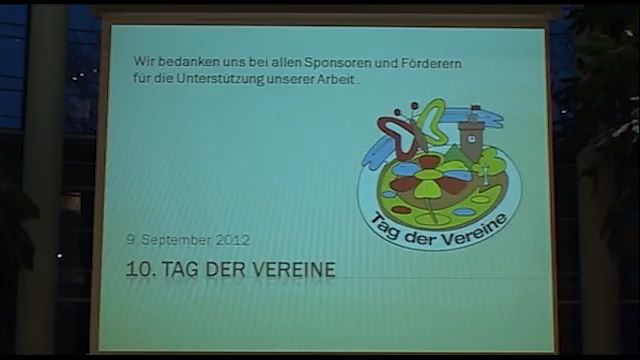 Wir bedanken uns bei allen Sponsoren und Förderern
für die Unterstützung unserer Arbeit .
Tag der Vereine
9. September 2012
10. TAG DER VEREINE